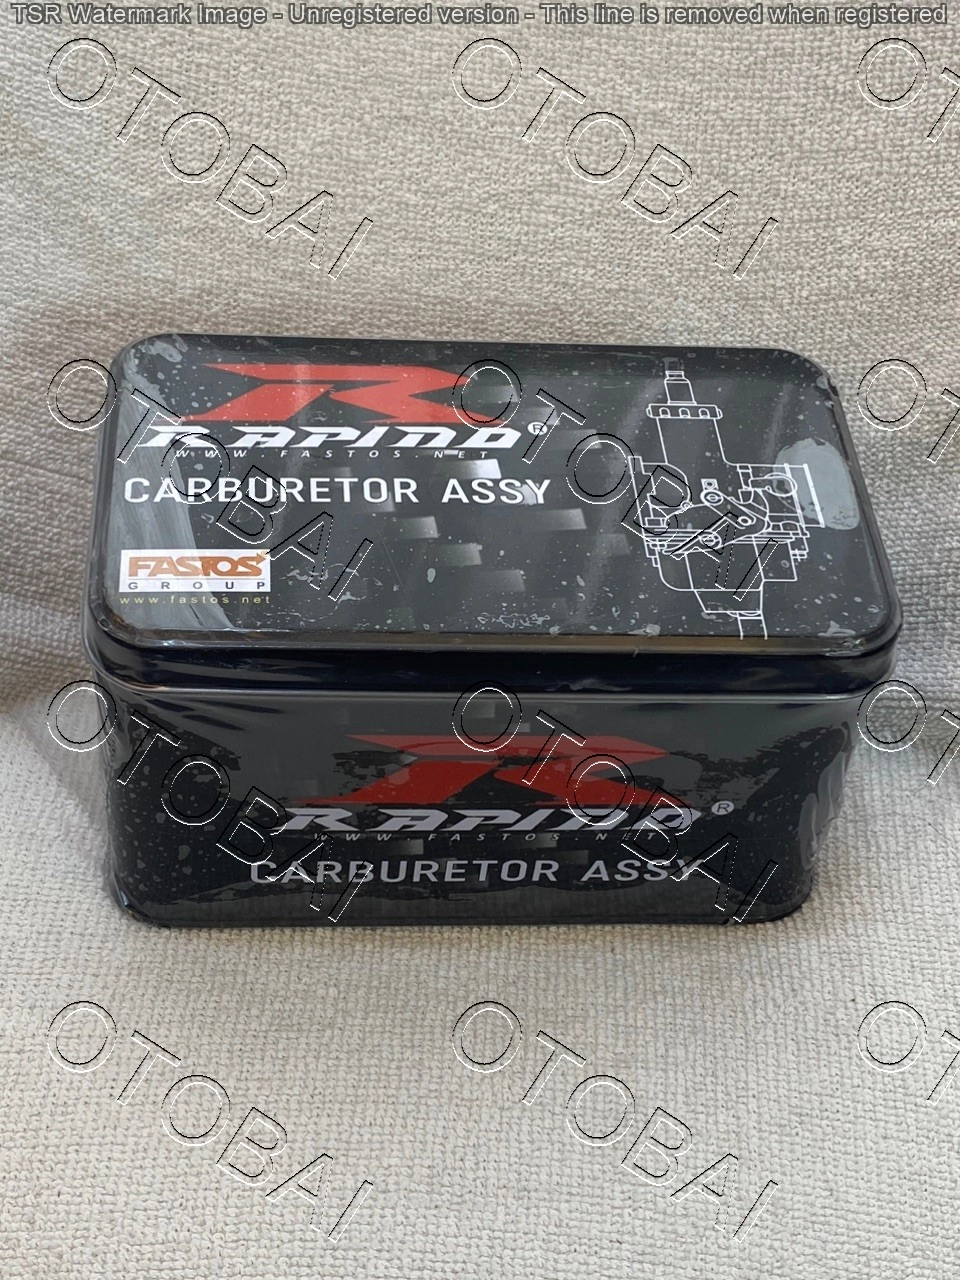 TSR Watermark Image - Unregistered version - This line is removed when registered
OTOBAI
OTOBAI
RAPIDO®
WWW.FASTOS.NET
CARBURETOR ASSY
FASTOS
GROUP
www.fastos.net
OTOBAI
OTOBAI
RAPIDO®
WWW.FASTOS.NET
CARBURETOR ASSY
OTOBAI
OTOBAI
OTOBAI
OTOBAI